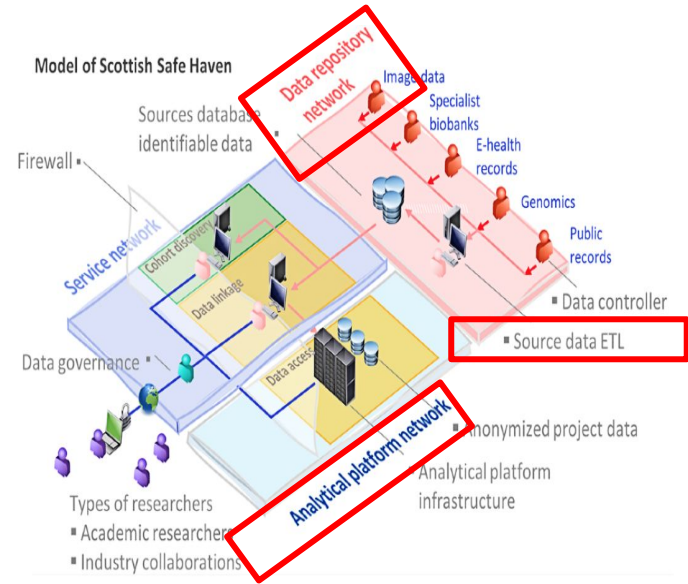 Model of Scottish Safe Haven
Data repository
network
Image data
Specialist
biobanks
E-health
records
Genomics
Public
records
Sources database
identifiable data
Firewall
Service network
Cohort discovery
Data linkage
Data access
Data governance
Data controller
Source data ETL
Analytical platform network
Anonymized project data
Analytical platform
infrastructure
Types of researchers
▪ Academic researchers
▪ Industry collaborations